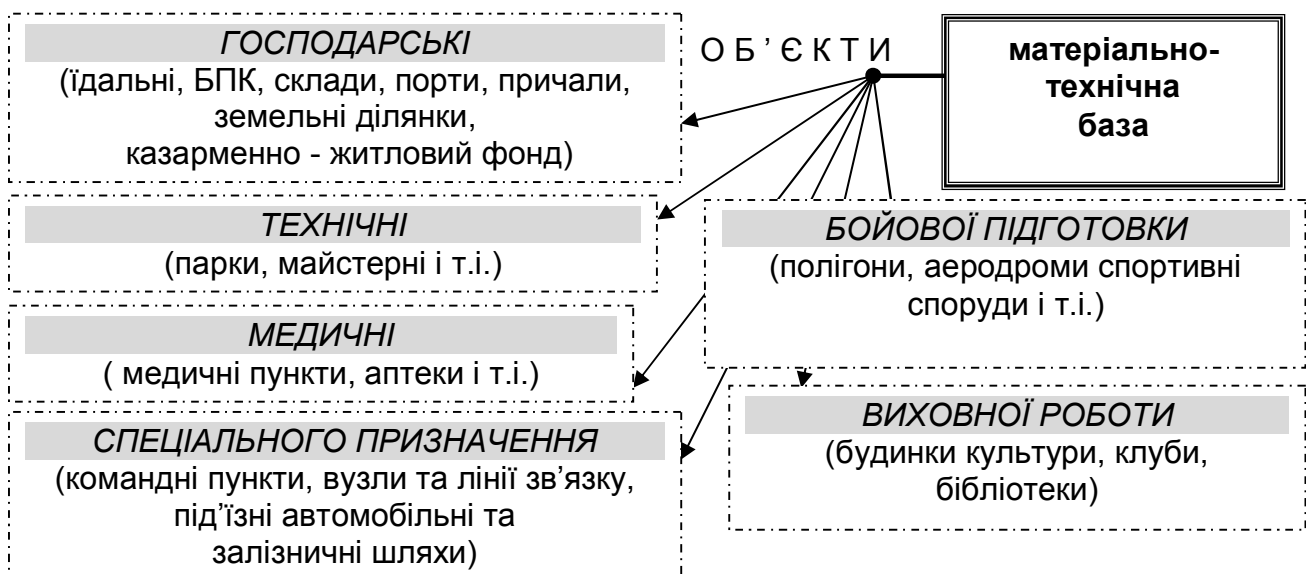 ГОСПОДАРСЬКІ
(їдальні, БПК, склади, порти, причали,
земельні ділянки,
казарменно - житловий фонд)
О Б ’ Є К Т И
матеріально-
технічна
база
ТЕХНІЧНІ
(парки, майстерні і т.і.)
БОЙОВОЇ ПІДГОТОВКИ
(полігони, аеродроми спортивні
споруди і т.і.)
МЕДИЧНІ
( медичні пункти, аптеки і т.і.)
СПЕЦІАЛЬНОГО ПРИЗНАЧЕННЯ
(командні пункти, вузли та лінії зв’язку,
під’їзні автомобільні та
залізничні шляхи)
ВИХОВНОЇ РОБОТИ
(будинки культури, клуби,
бібліотеки)